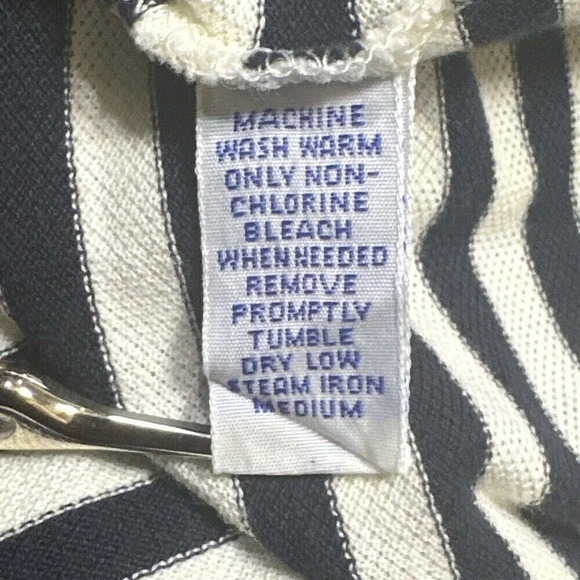 MACHINE
WASH WARM
ONLY NON-
CHLORINE
BLEACH
WHEN NEEDED
REMOVE
PROMPTLY
TUMBLE
DRY LOW
STEAM IRON
MEDIUM